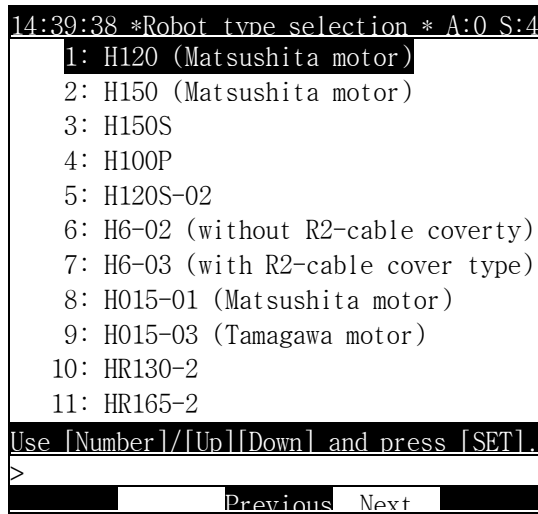 14:39:38 *Robot type selection * A:0 S:4
1: H120 (Matsushita motor)
2: H150 (Matsushita motor)
3: H150S
4: H100P
5: H120S-02
6: H6-02 (without R2-cable coverty)
7: H6-03 (with R2-cable cover type)
8: H015-01 (Matsushita motor)
9: H015-03 (Tamagawa motor)
10: HR130-2
11: HR165-2
Use [Number]/[Up][Down] and press [SET].
>
Previous Next